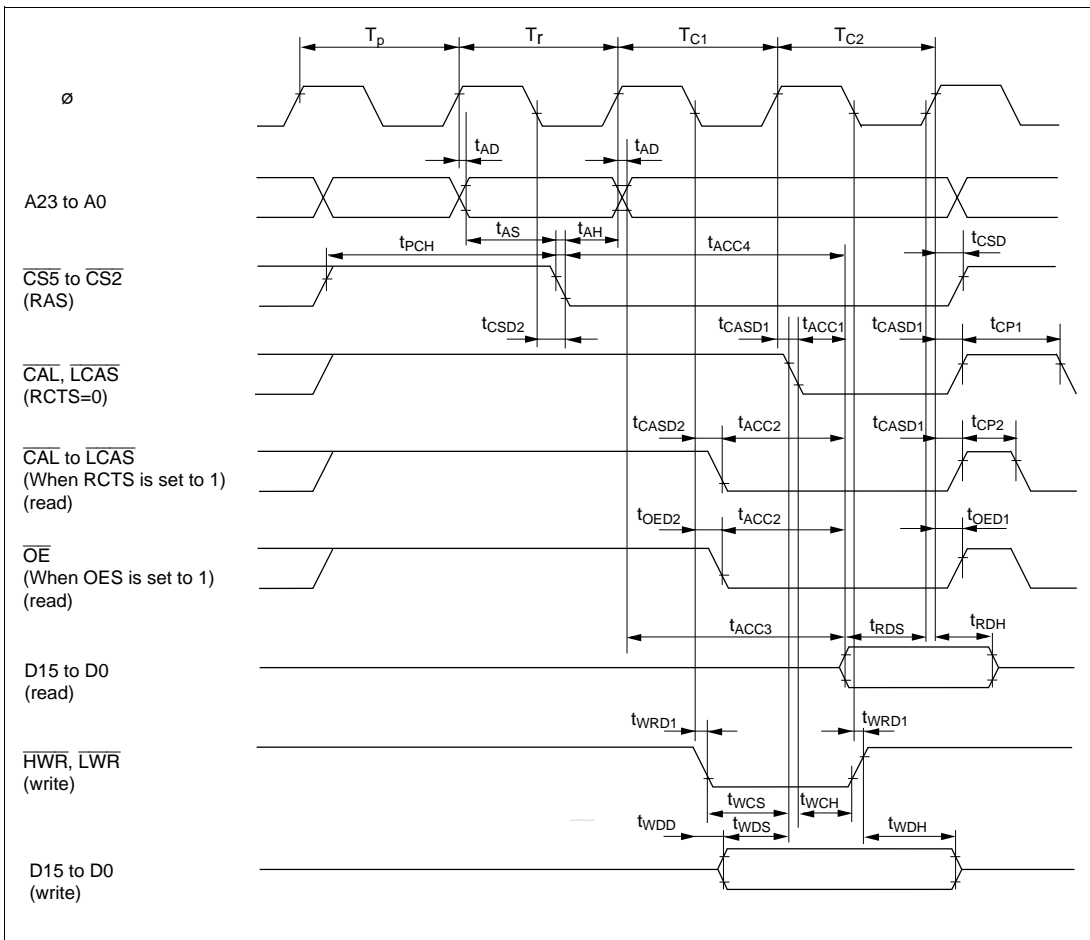 Tp Tr TC1 TC2
ø
tAD tAD
A23 to A0
tAS tAH
tPCH tACC4 tCSD
CS5 to CS2
(RAS)
tCSD2 tCASD1 tACC1 tCASD1 tCP1
CAL, LCAS
(RCTS=0)
tCASD2 tACC2 tCASD1 tCP2
CAL to LCAS
(When RCTS is set to 1)
(read)
tOED2 tACC2 tOED1
OE
(When OES is set to 1)
(read)
tACC3 tRDS tRDH
D15 to D0
(read)
tWRD1 tWRD1
HWR, LWR
(write)
tWCS tWCH
tWDD tWDS tWDH
D15 to D0
(write)